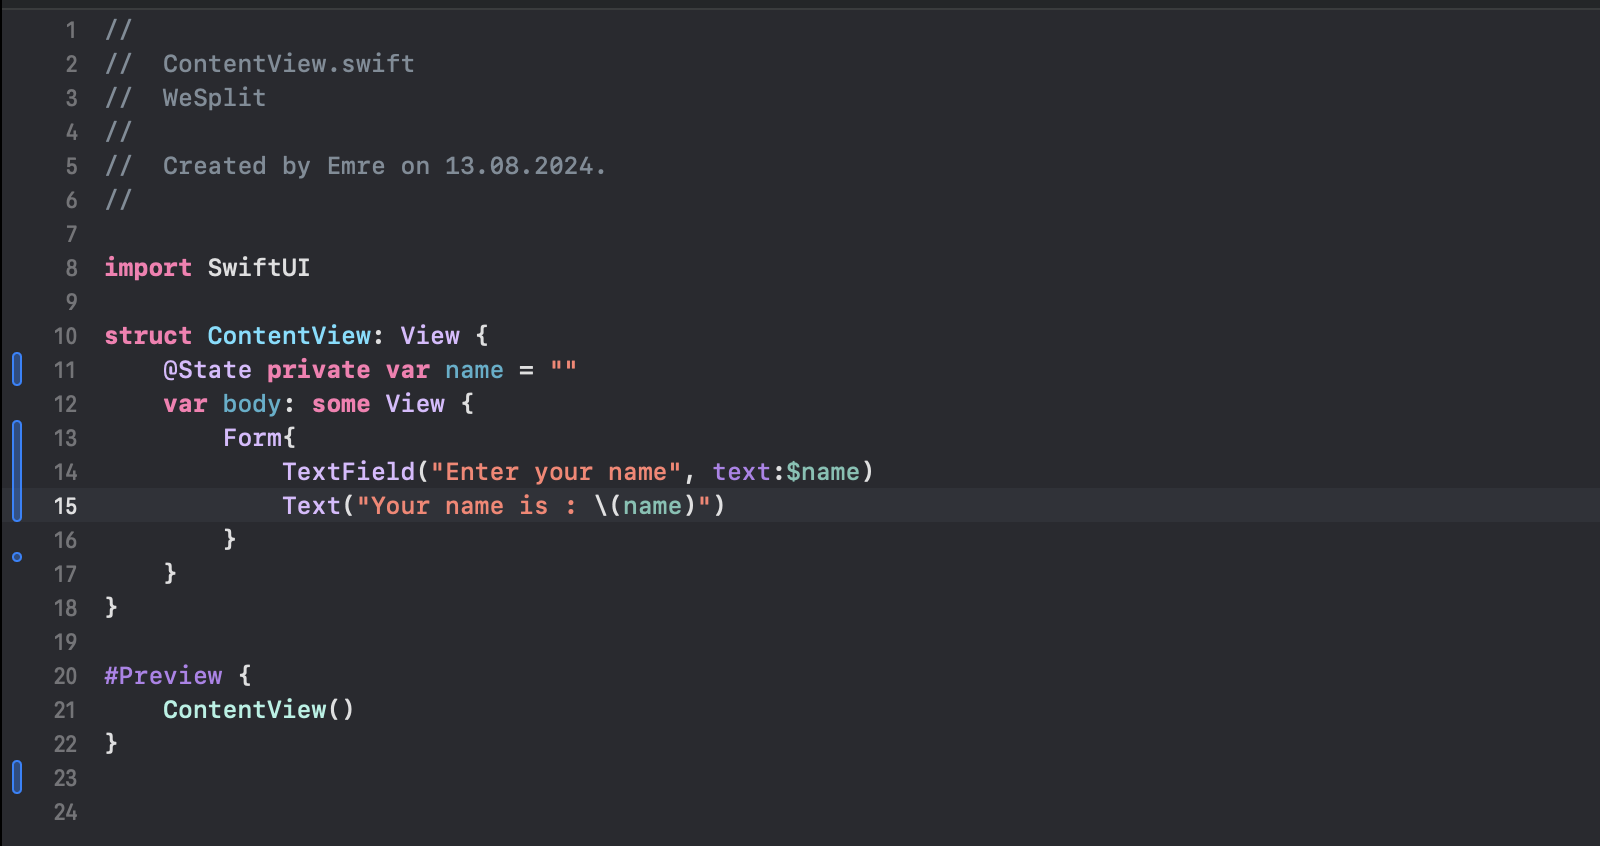 1 //
2 //  ContentView.swift
3 //  WeSplit
4 //
5 //  Created by Emre on 13.08.2024.
6 //
7
8 import SwiftUI
9
10 struct ContentView: View {
11     @State private var name = ""
12     var body: some View {
13         Form{
14             TextField("Enter your name", text:$name)
15             Text("Your name is : \(name)")
16         }
17     }
18 }
19
20 #Preview {
21     ContentView()
22 }
23
24